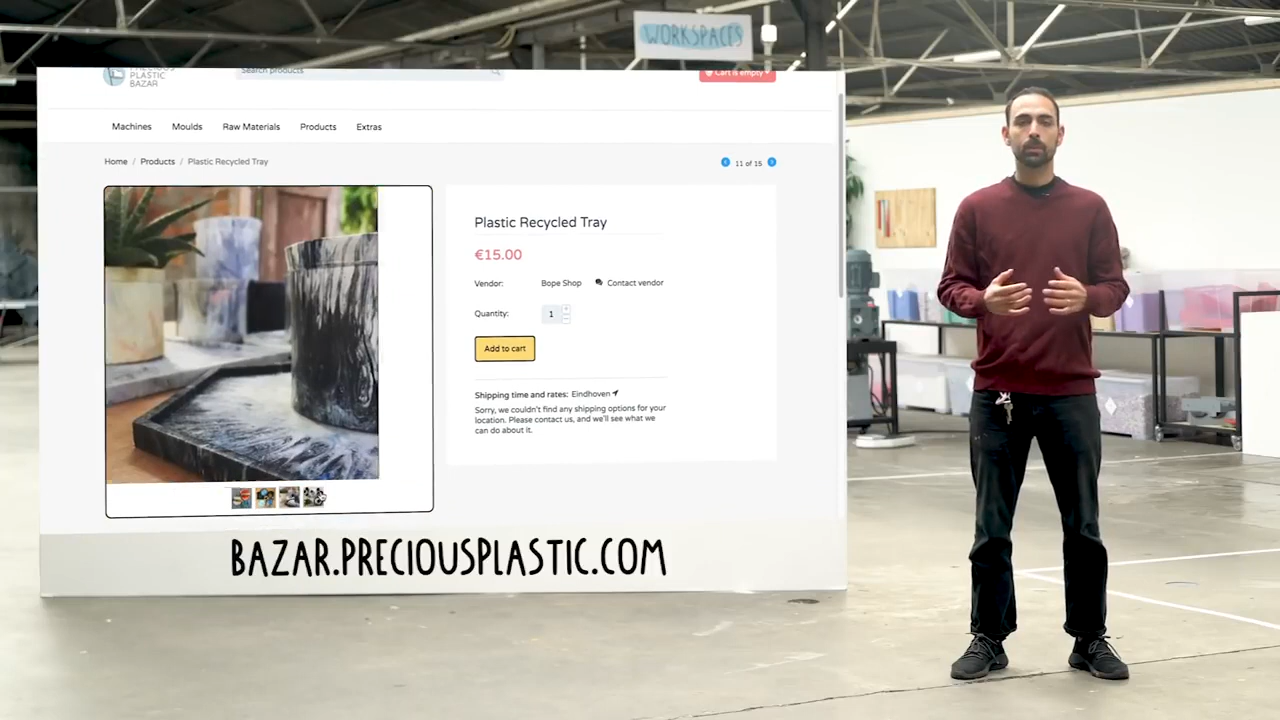 WORKSPACES
PRECIOUS
PLASTIC
BAZAR
Search products
Cart is empty
Machines Moulds Raw Materials Products Extras
Home / Products / Plastic Recycled Tray
11 of 15
Plastic Recycled Tray
€15.00
Vendor: Bope Shop Contact vendor
Quantity: 1
Add to cart
Shipping time and rates: Eindhoven
Sorry, we couldn't find any shipping options for your
location. Please contact us, and we'll see what we
can do about it.
BAZAR.PRECIOUSPLASTIC.COM